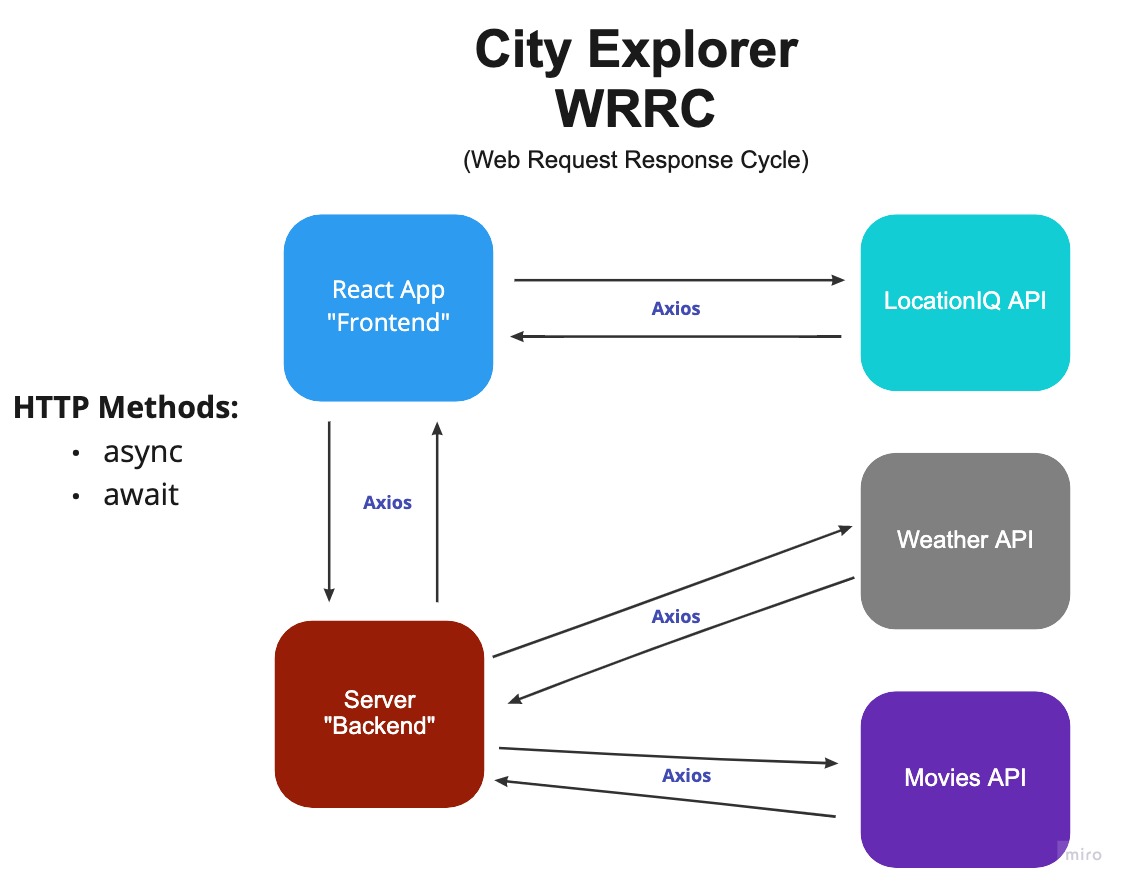 City Explorer
WRRC
(Web Request Response Cycle)
React App
"Frontend"
Axios
LocationIQ API
HTTP Methods:
• async
• await
Axios
Weather API
Axios
Server
"Backend"
Axios
Movies API
miro